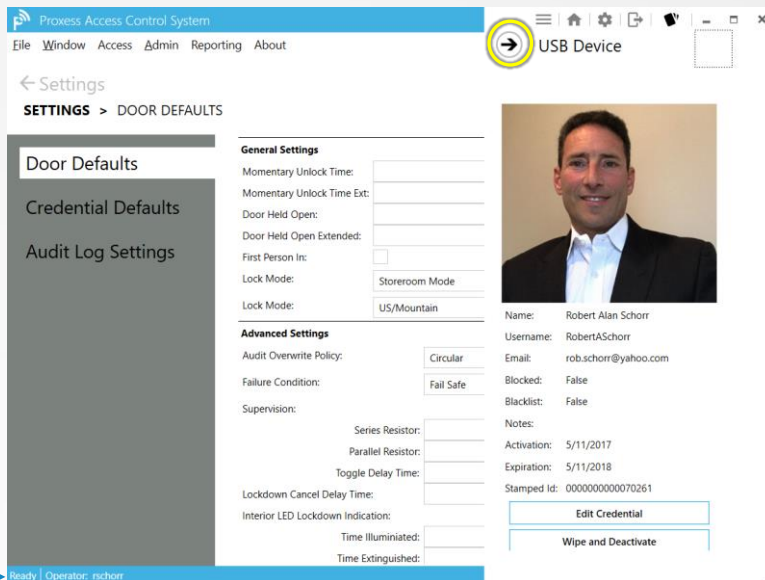 Proxess Access Control System
File Window Access Admin Reporting About
Settings
SETTINGS > DOOR DEFAULTS
Door Defaults
Credential Defaults
Audit Log Settings
General Settings
Momentary Unlock Time:
Momentary Unlock Time Ext:
Door Held Open:
Door Held Open Extended:
First Person In:
Lock Mode: Storeroom Mode
Lock Mode: US/Mountain
Advanced Settings
Audit Overwrite Policy: Circular
Failure Condition: Fail Safe
Supervision:
Series Resistor:
Parallel Resistor:
Toggle Delay Time:
Lockdown Cancel Delay Time:
Interior LED Lockdown Indication:
Time Illuminiated:
Time Extinguished:
USB Device
Name: Robert Alan Schorr
Username: RobertASchorr
Email: rob.schorr@yahoo.com
Blocked: False
Blacklist: False
Notes:
Activation: 5/11/2017
Expiration: 5/11/2018
Stamped Id: 0000000000070261
Edit Credential
Wipe and Deactivate
Ready Operator: rschorr